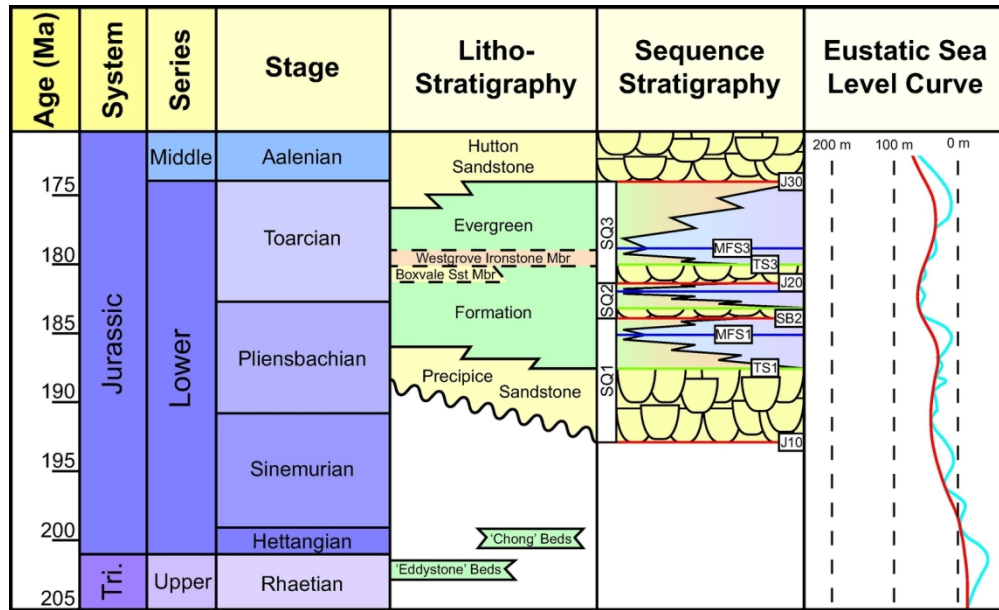 Age (Ma)
System
Series
Stage
Litho-
Stratigraphy
Sequence
Stratigraphy
Eustatic Sea
Level Curve
175
180
185
190
195
200
205
Jurassic
Tri.
Middle
Lower
Upper
Aalenian
Toarcian
Pliensbachian
Sinemurian
Hettangian
Rhaetian
Hutton
Sandstone
Evergreen
Westgrove Ironstone Mbr
Boxvale Sst Mbr
Formation
Precipice
Sandstone
'Chong' Beds
'Eddystone' Beds
SQ3
SQ2
SQ1
J30
MFS3
TS3
J20
SB2
MFS1
TS1
J10
200 m
100 m
0 m